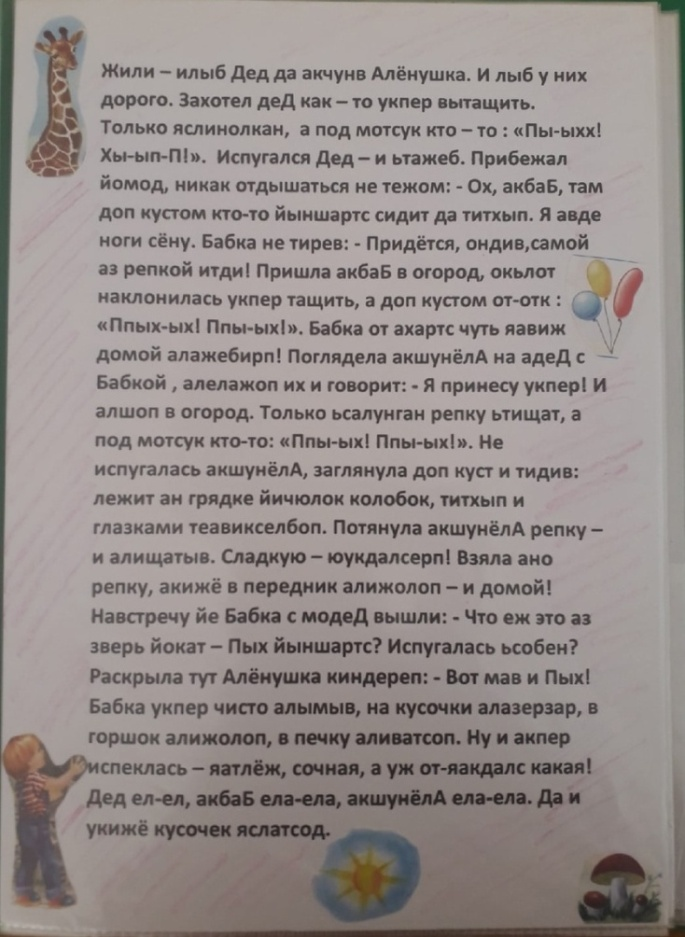 Жили – илыб Дед да акчунв Алёнушка. И лыб у них
дорого. Захотел деД как – то укпер вытащить.
Только яслинолкан, а под мотсук кто – то : «Пы-ыхх!
Хы-ып-П!». Испугался Дед – и ьтажеб. Прибежал
йомод, никак отдышаться не тежом: - Ох, акбаБ, там
доп кустом кто-то йыншартс сидит да титхып. Я авде
ноги сёну. Бабка не тирев: - Придётся, ондив,самой
аз репкой итди! Пришла акбаБ в огород, окьлот
наклонилась укпер тащить, а доп кустом от-отк :
«Ппых-ых! Ппы-ых!». Бабка от ахартс чуть яавиж
домой алажебирп! Поглядела акшунёлА на адеД с
Бабкой , алелажоп их и говорит: - Я принесу укпер! И
алшоп в огород. Только ьсалунган репку ьтищат, а
под мотсук кто-то: «Ппы-ых! Ппы-ых!». Не
испугалась акшунёлА, заглянула доп куст и тидив:
лежит ан грядке йичюлок колобок, титхып и
глазками теавикселбоп. Потянула акшунёлА репку –
и алищатыв. Сладкую – юукдалсерп! Взяла ано
репку, акижё в передник алижолоп – и домой!
Навстречу йе Бабка с модеД вышли: - Что еж это аз
зверь йокат – Пых йыншартс? Испугалась ьсобен?
Раскрыла тут Алёнушка киндереп: - Вот мав и Пых!
Бабка укпер чисто алымыв, на кусочки алазерзар, в
горшок алижолоп, в печку аливатсоп. Ну и акпер
испеклась – яатлёж, сочная, а уж от-яакдалс какая!
Дед ел-ел, акбаБ ела-ела, акшунёлА ела-ела. Да и
укижё кусочек яслатсод.